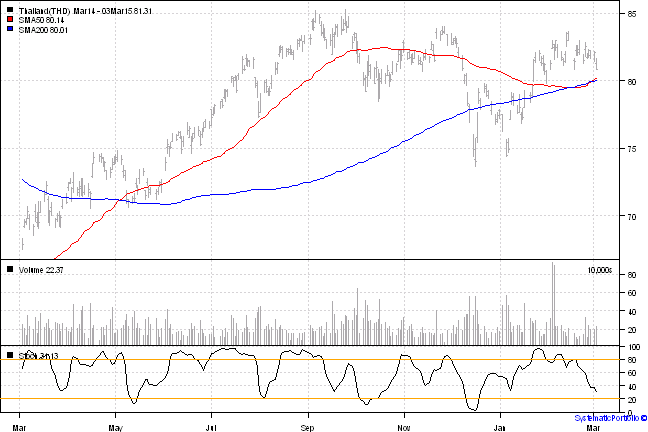 Thailand(THD) Mar14 - 03Mar15 81.31
SMA50 80.14
SMA200 80.01
85
80
75
70
Volume 22.37
10,000s
80
60
40
20
100
80
60
40
20
0
Mar May Jul Sep Nov Jan Mar
SystematicPortfolio ©